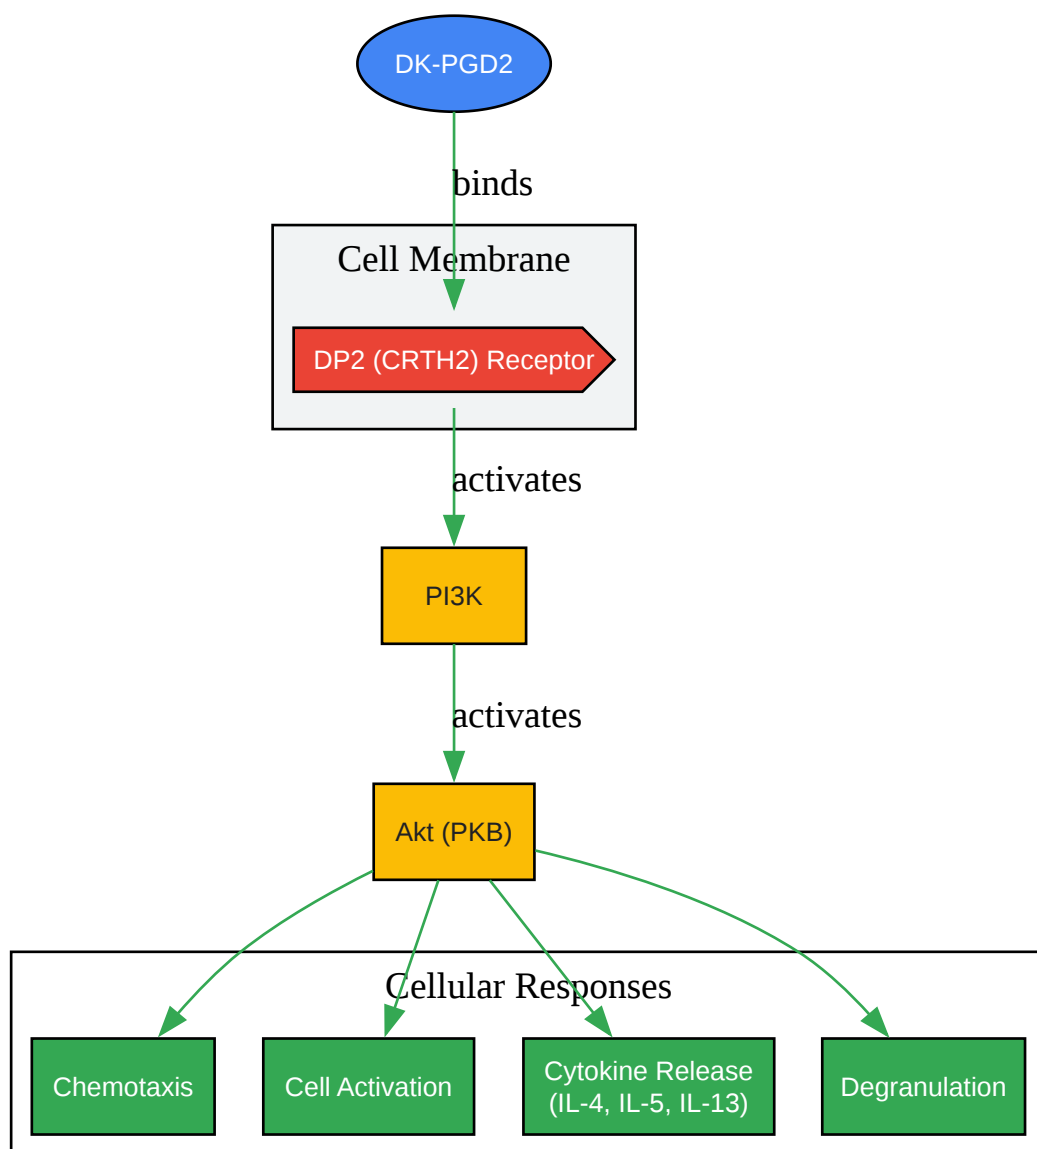 DK-PGD2
binds
Cell Membrane
DP2 (CRTH2) Receptor
activates
PI3K
activates
Akt (PKB)
Cellular Responses
Chemotaxis
Cell Activation
Cytokine Release
(IL-4, IL-5, IL-13)
Degranulation